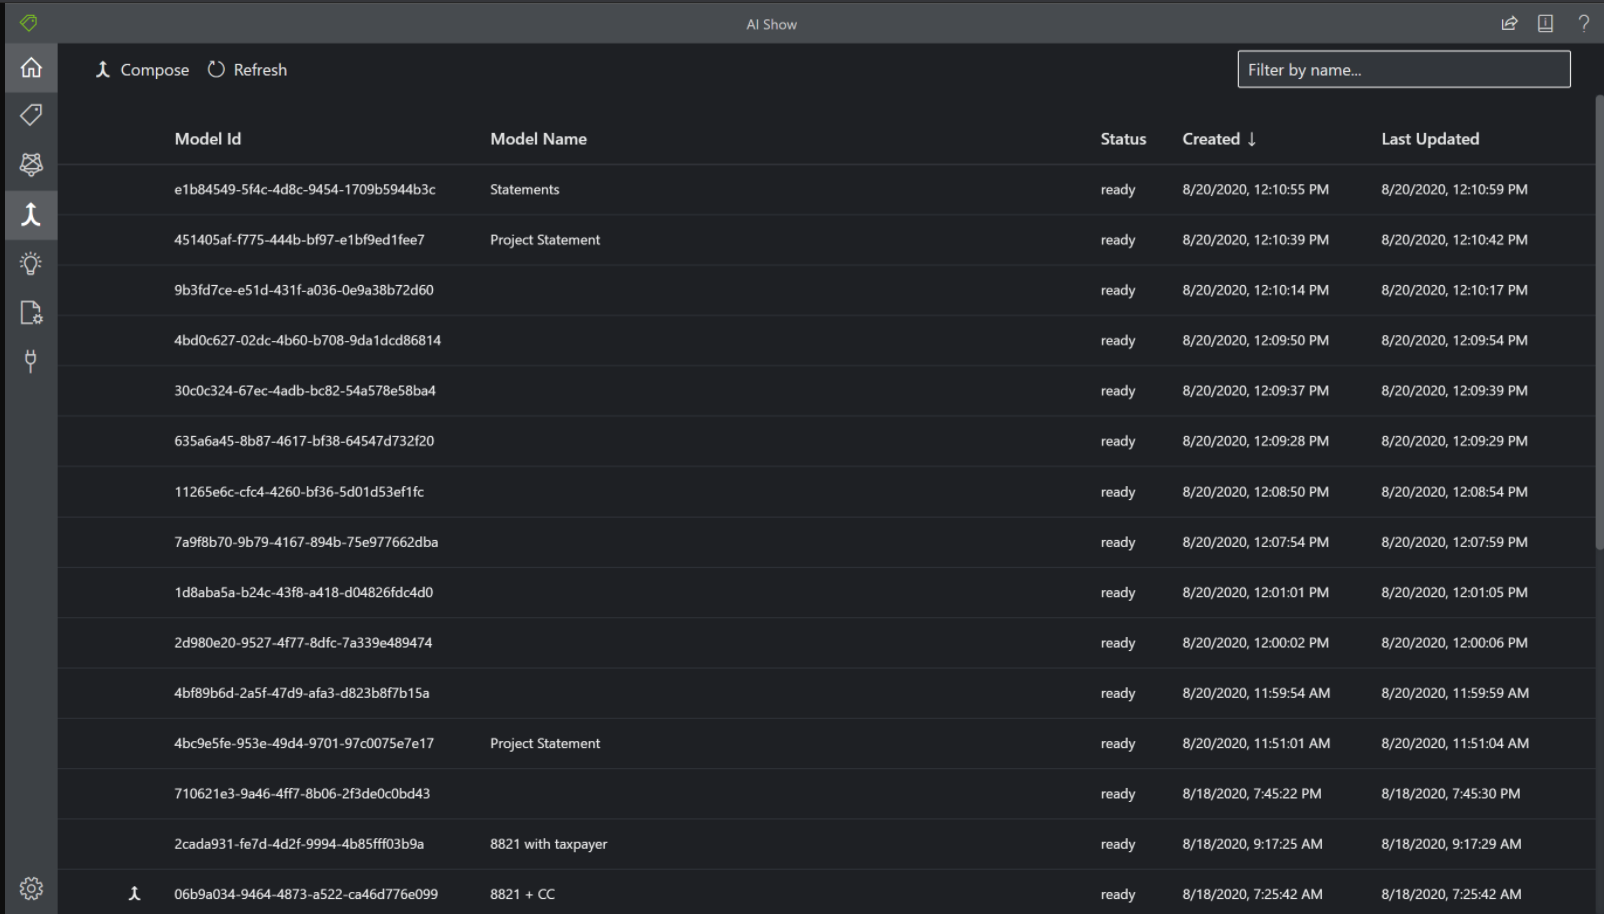 AI Show
?
Compose Refresh Filter by name...
Model Id Model Name Status Created ↓ Last Updated
e1b84549-5f4c-4d8c-9454-1709b5944b3c Statements ready 8/20/2020, 12:10:55 PM 8/20/2020, 12:10:59 PM
451405af-f775-444b-bf97-e1bf9ed1fee7 Project Statement ready 8/20/2020, 12:10:39 PM 8/20/2020, 12:10:42 PM
9b3fd7ce-e51d-431f-a036-0e9a38b72d60 ready 8/20/2020, 12:10:14 PM 8/20/2020, 12:10:17 PM
4bd0c627-02dc-4b60-b708-9da1dcd86814 ready 8/20/2020, 12:09:50 PM 8/20/2020, 12:09:54 PM
30c0c324-67ec-4adb-bc82-54a578e58ba4 ready 8/20/2020, 12:09:37 PM 8/20/2020, 12:09:39 PM
635a6a45-8b87-4617-bf38-64547d732f20 ready 8/20/2020, 12:09:28 PM 8/20/2020, 12:09:29 PM
11265e6c-cfc4-4260-bf36-5d01d53ef1fc ready 8/20/2020, 12:08:50 PM 8/20/2020, 12:08:54 PM
7a9f8b70-9b79-4167-894b-75e977662dba ready 8/20/2020, 12:07:54 PM 8/20/2020, 12:07:59 PM
1d8aba5a-b24c-43f8-a418-d04826fdc4d0 ready 8/20/2020, 12:01:01 PM 8/20/2020, 12:01:05 PM
2d980e20-9527-4f77-8dfc-7a339e489474 ready 8/20/2020, 12:00:02 PM 8/20/2020, 12:00:06 PM
4bf89b6d-2a5f-47d9-afa3-d823b8f7b15a ready 8/20/2020, 11:59:54 AM 8/20/2020, 11:59:59 AM
4bc9e5fe-953e-49d4-9701-97c0075e7e17 Project Statement ready 8/20/2020, 11:51:01 AM 8/20/2020, 11:51:04 AM
710621e3-9a46-4ff7-8b06-2f3de0c0bd43 ready 8/18/2020, 7:45:22 PM 8/18/2020, 7:45:30 PM
2cada931-fe7d-4d2f-9994-4b85fff03b9a 8821 with taxpayer ready 8/18/2020, 9:17:25 AM 8/18/2020, 9:17:29 AM
06b9a034-9464-4873-a522-ca46d776e099 8821 + CC ready 8/18/2020, 7:25:42 AM 8/18/2020, 7:25:42 AM